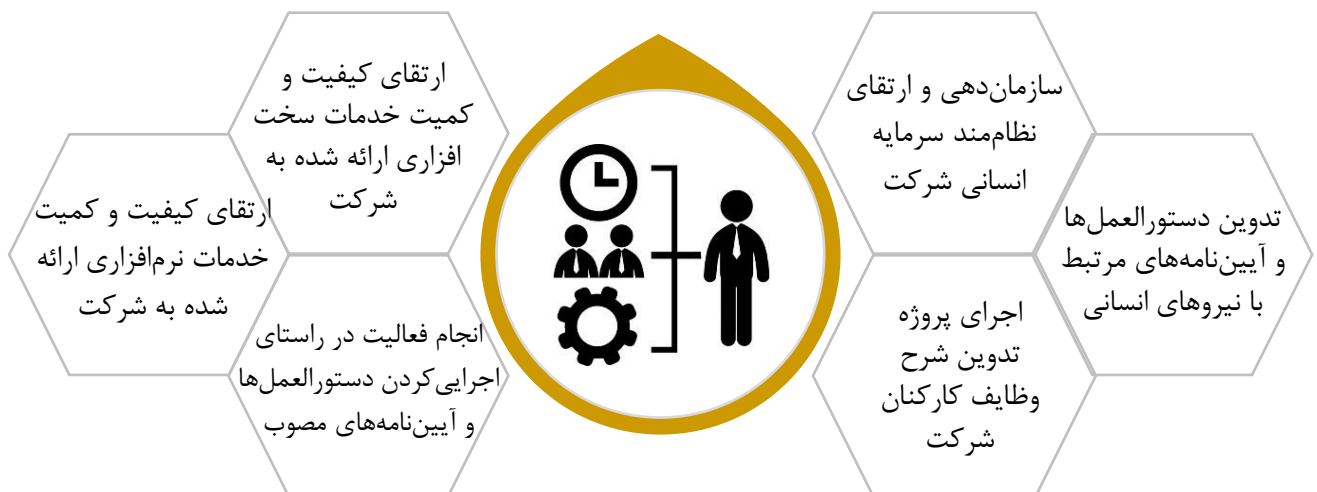 سازمان‌دهی و ارتقای
نظام‌مند سرمایه
انسانی شرکت
تدوین دستورالعمل‌ها
و آیین‌نامه‌های مرتبط
با نیروهای انسانی
اجرای پروژه
تدوین شرح
وظایف کارکنان
شرکت
ارتقای کیفیت و
کمیت خدمات سخت
افزاری ارائه شده به
شرکت
ارتقای کیفیت و کمیت
خدمات نرم‌افزاری ارائه
شده به شرکت
انجام فعالیت در راستای
اجرایی‌کردن دستورالعمل‌ها
و آیین‌نامه‌های مصوب